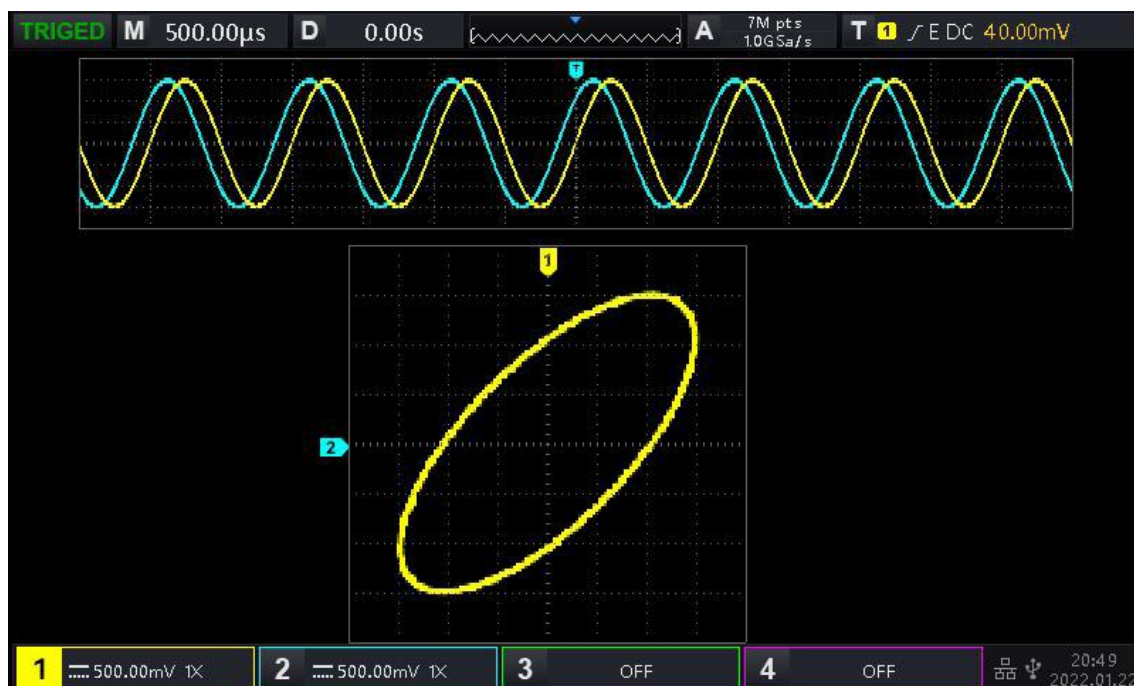 TRIGED M 500.00µs D 0.00s A 7M pts 1.0GSa/s T 1 E DC 40.00mV
T
1
2
1 500.00mV 1X 2 500.00mV 1X 3 OFF 4 OFF 20:49
2022.01.22